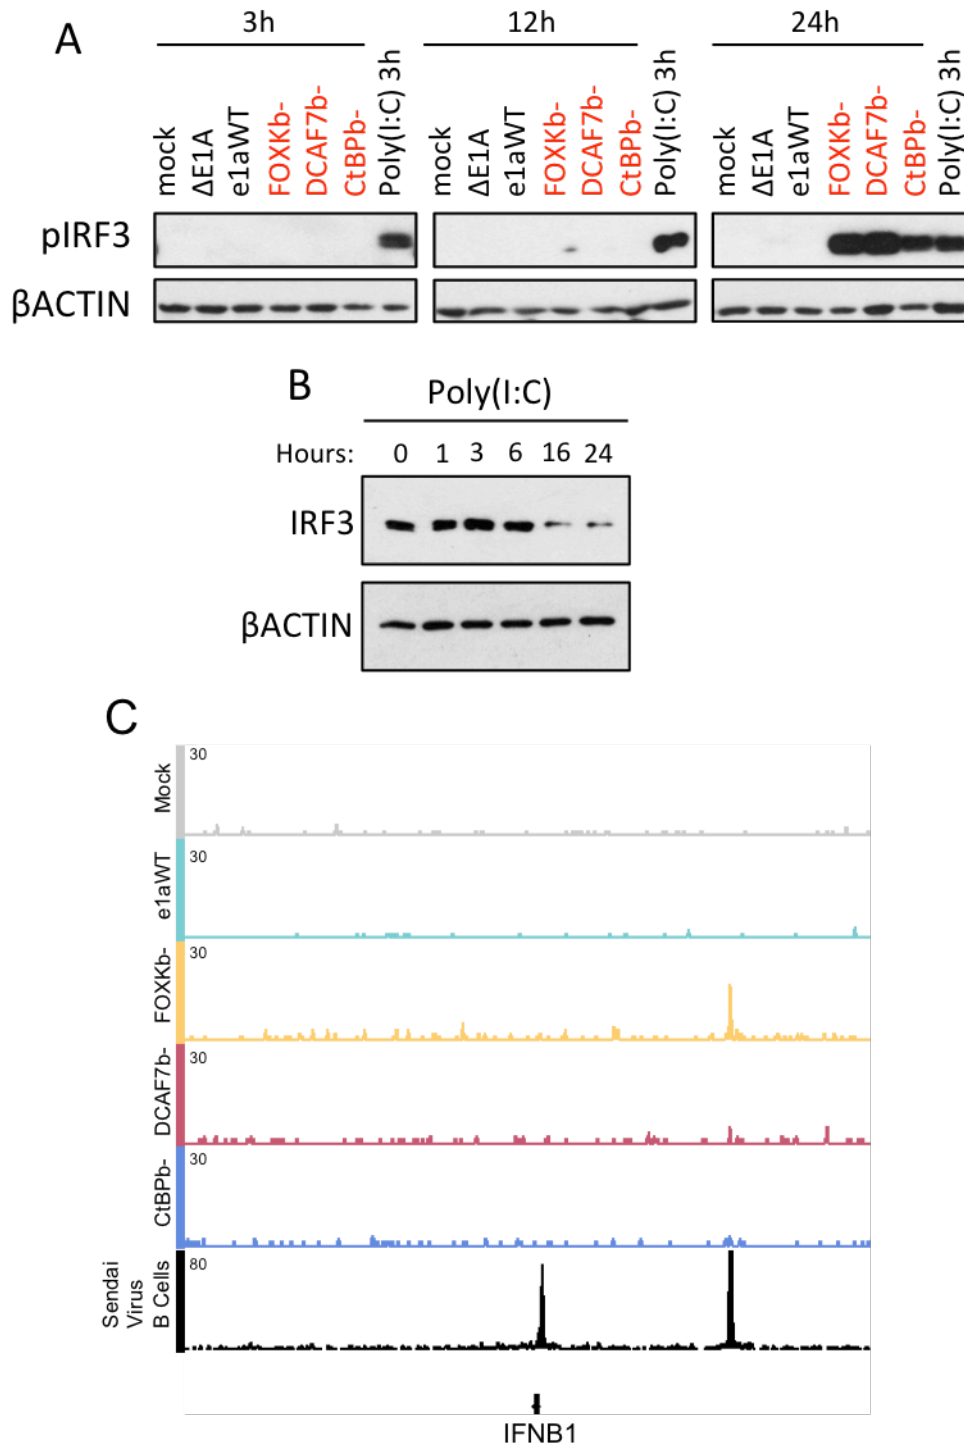 A
3h
12h
24h
mock
ΔE1A
e1aWT
FOXKb-
DCAF7b-
CtBPb-
Poly(I:C) 3h
mock
ΔE1A
e1aWT
FOXKb-
DCAF7b-
CtBPb-
Poly(I:C) 3h
mock
ΔE1A
e1aWT
FOXKb-
DCAF7b-
CtBPb-
Poly(I:C) 3h
pIRF3
βACTIN
B
Poly(I:C)
Hours: 0 1 3 6 16 24
IRF3
βACTIN
C
Mock
30
e1aWT
30
FOXKb-
30
DCAF7b-
30
CtBPb-
30
Sendai
Virus
B Cells
80
IFNB1